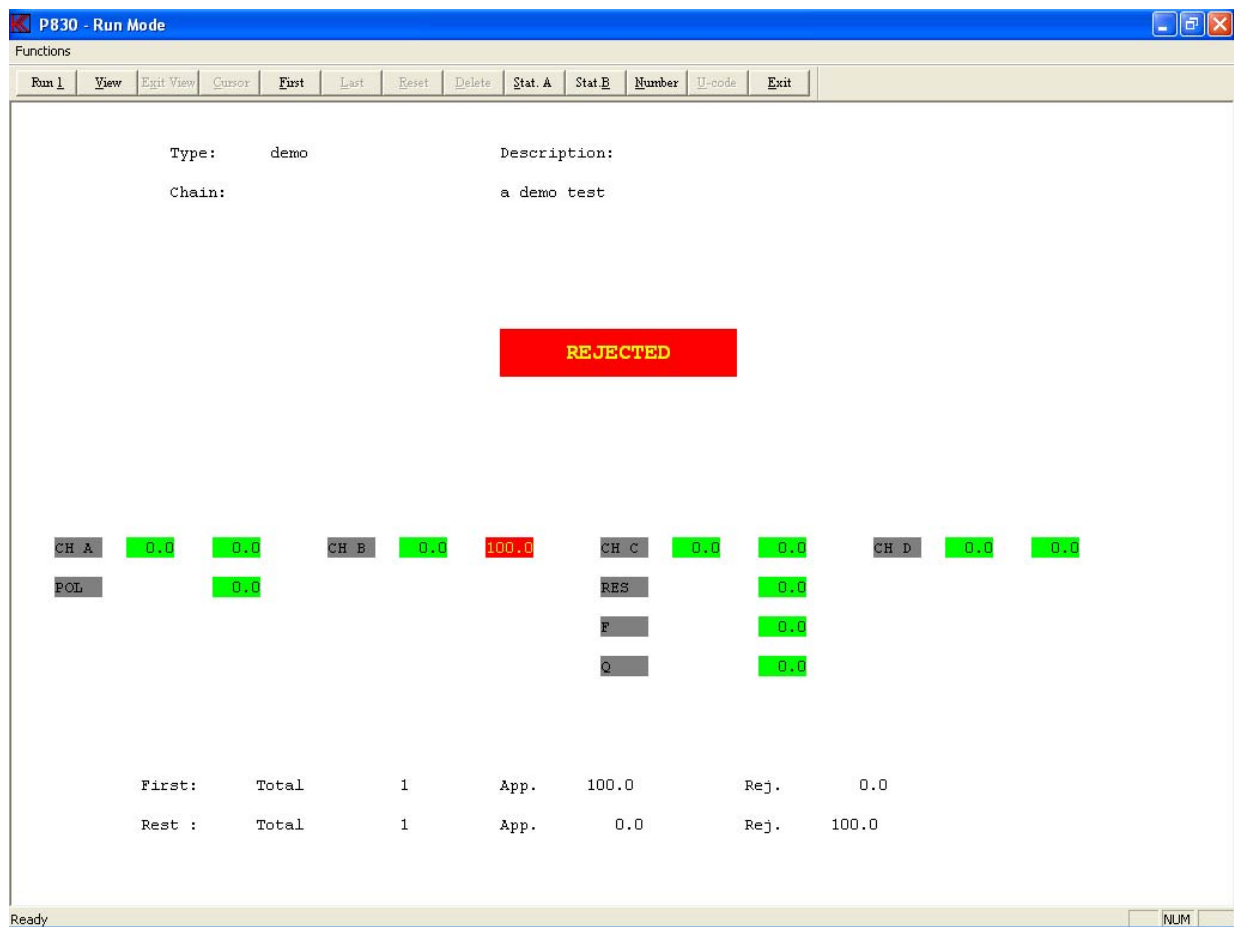 P830 - Run Mode
Functions
Run 1 View Exit View Cursor First Last Reset Delete Stat. A Stat.B Number U-code Exit
Type: demo Description:
Chain: a demo test
REJECTED
CH A 0.0 0.0 CH B 0.0 100.0 CH C 0.0 0.0 CH D 0.0 0.0
POL 0.0 RES 0.0
F 0.0
Q 0.0
First: Total 1 App. 100.0 Rej. 0.0
Rest : Total 1 App. 0.0 Rej. 100.0
Ready NUM